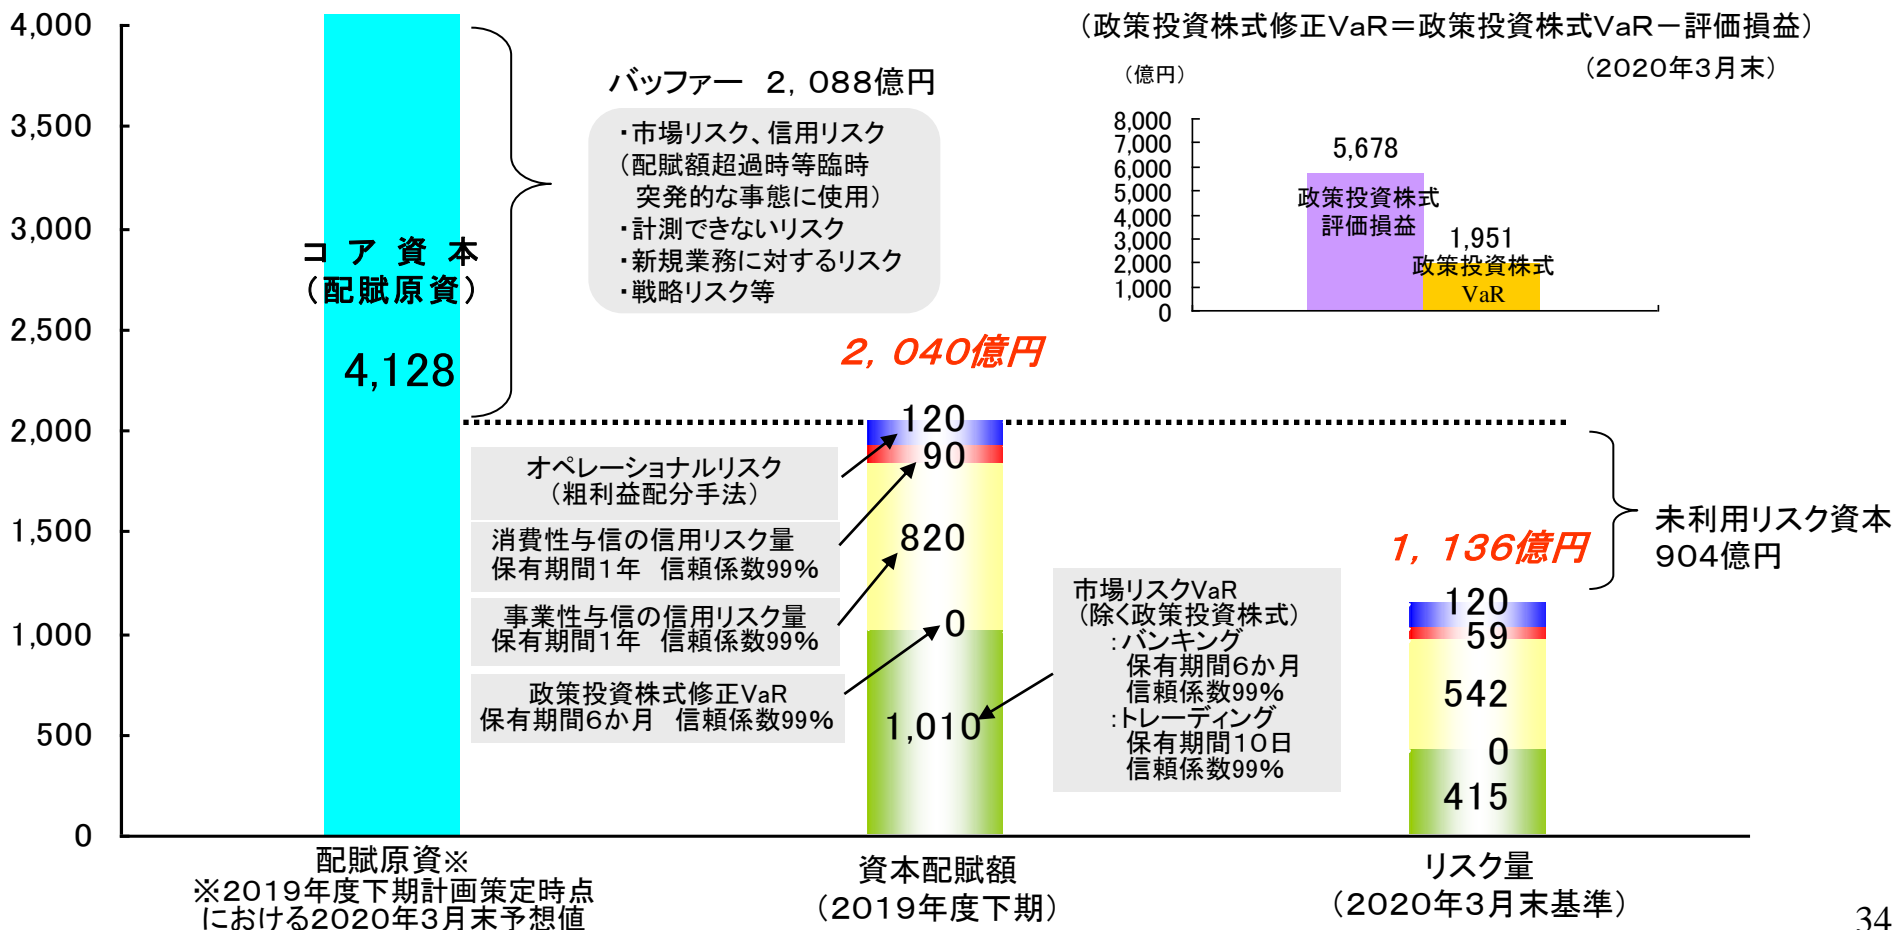 4,000
3,500
3,000
2,500
2,000
1,500
1,000
500
0
コア資本
（配賦原資）
4,128
バッファー　２，０８８億円
・市場リスク、信用リスク
（配賦額超過時等臨時
突発的な事態に使用）
・計測できないリスク
・新規業務に対するリスク
・戦略リスク等
（政策投資株式修正VaR＝政策投資株式VaR－評価損益）
（2020年3月末）
（億円）
8,000
7,000
6,000
5,000
4,000
3,000
2,000
1,000
0
5,678
政策投資株式
評価損益
1,951
政策投資株式
VaR
２，０４０億円
120
90
820
0
1,010
オペレーショナルリスク
（粗利益配分手法）
消費性与信の信用リスク量
保有期間１年　信頼係数99%
事業性与信の信用リスク量
保有期間１年　信頼係数99%
政策投資株式修正VaR
保有期間６か月　信頼係数99%
市場リスクVaR
（除く政策投資株式）
：バンキング
保有期間６か月
信頼係数99%
：トレーディング
保有期間１０日
信頼係数99%
１，１３６億円
120
59
542
0
415
未利用リスク資本
９０４億円
配賦原資※
※２０１９年度下期計画策定時点
における２０２０年３月末予想値
資本配賦額
（２０１９年度下期）
リスク量
（２０２０年３月末基準）
34